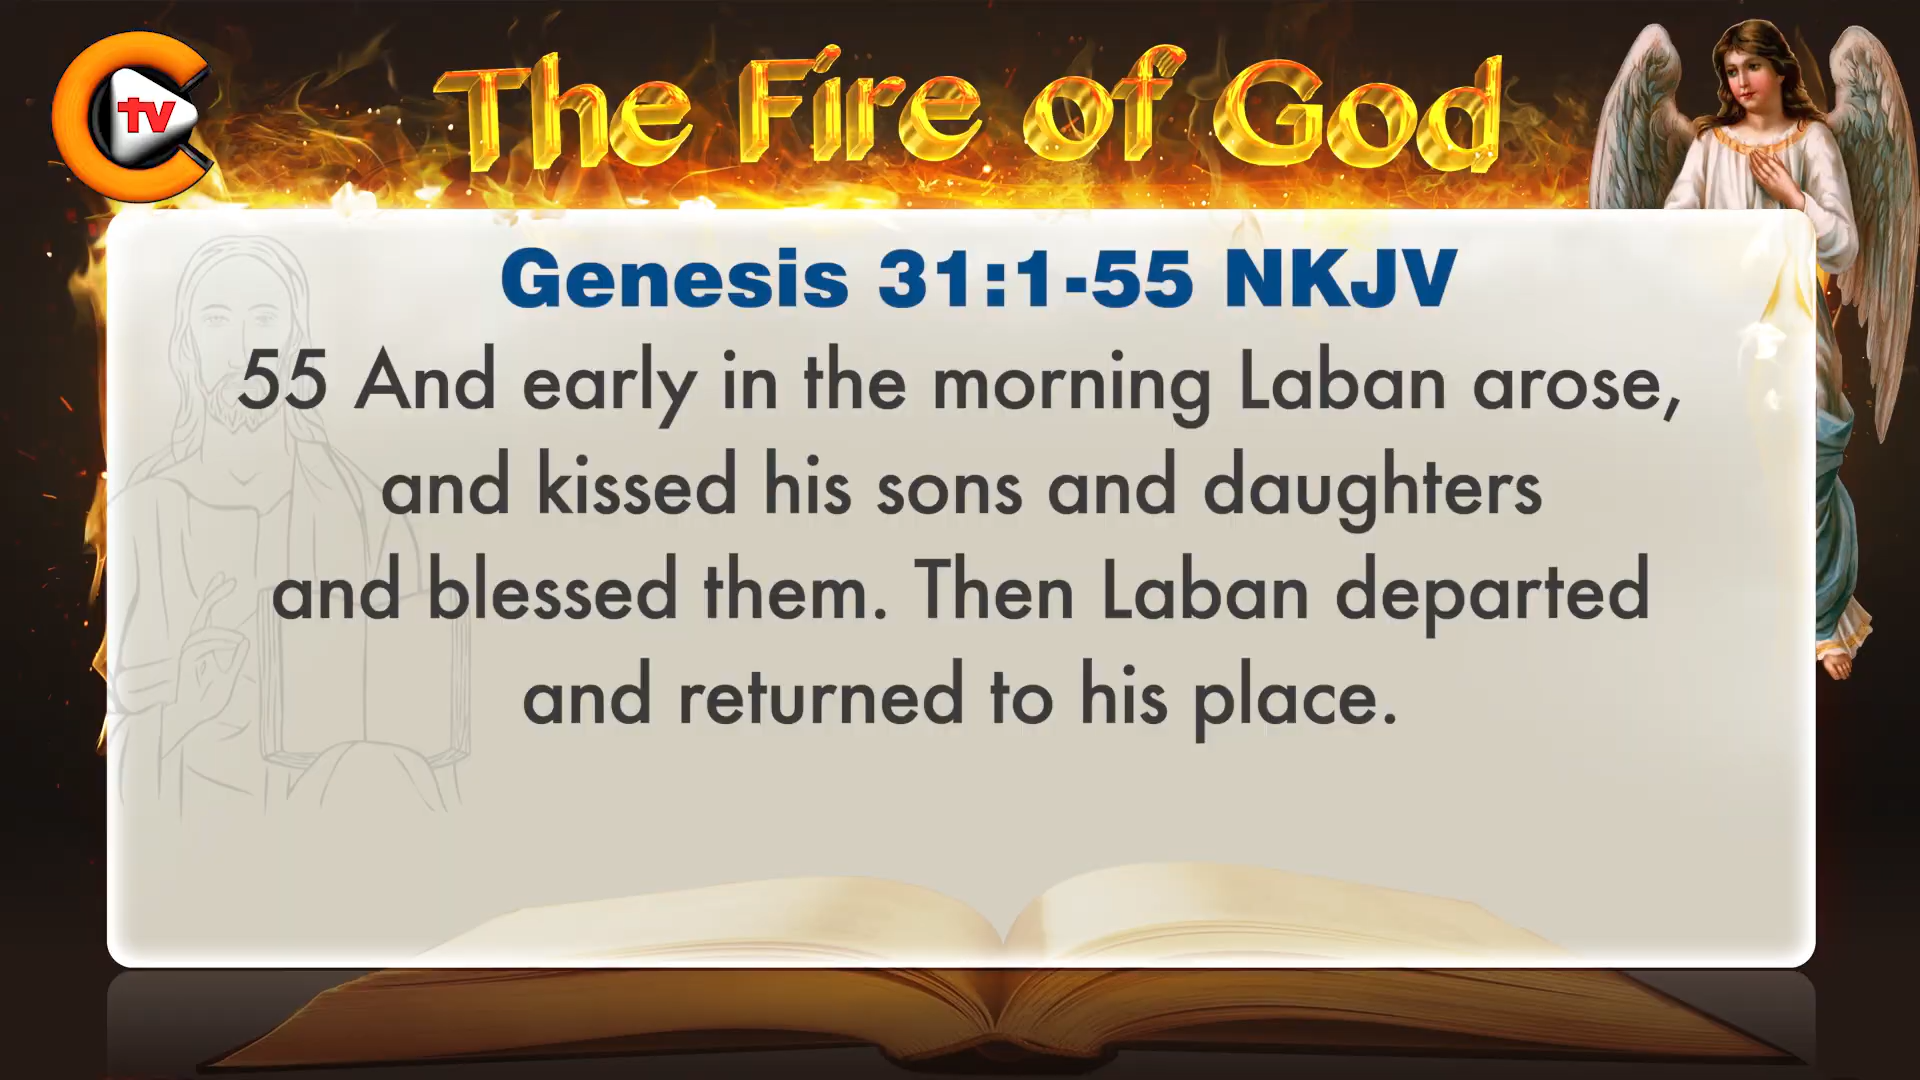 tv
The Fire of God
Genesis 31:1-55 NKJV
55 And early in the morning Laban arose,
and kissed his sons and daughters
and blessed them. Then Laban departed
and returned to his place.